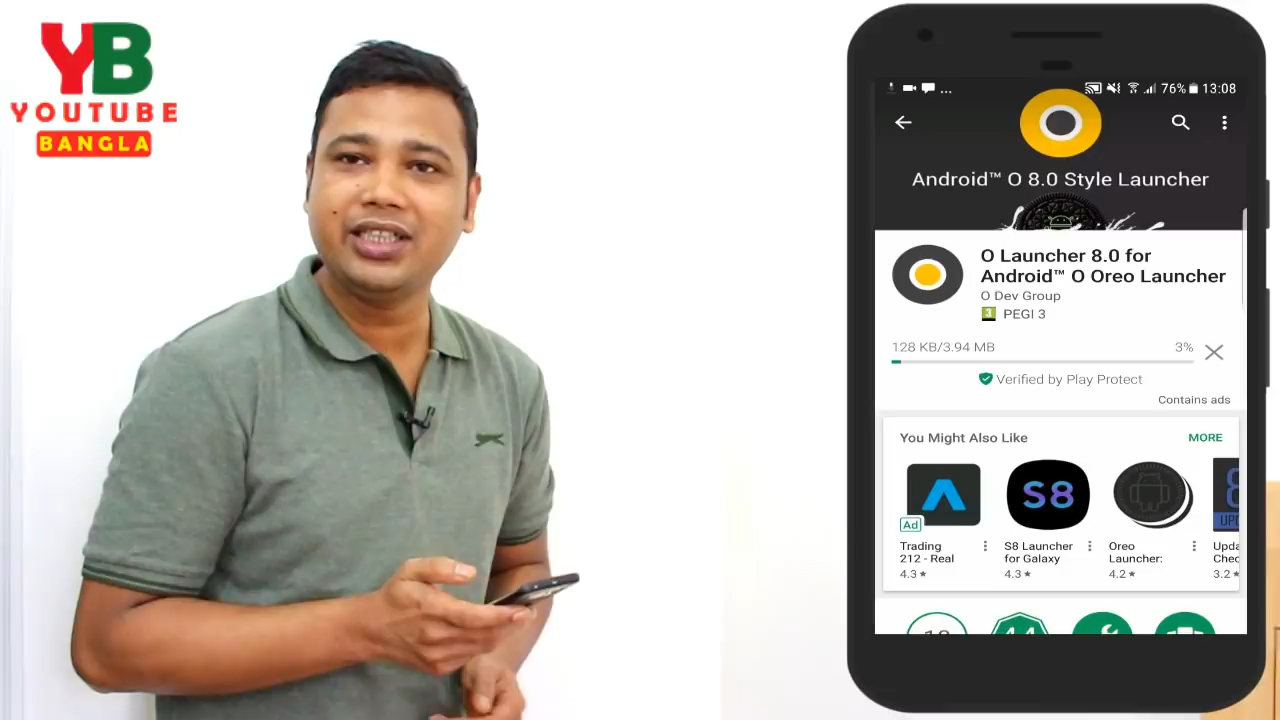 YB
YOUTUBE
BANGLA
... 76% 13:08
Android™ O 8.0 Style Launcher
O Launcher 8.0 for
Android™ O Oreo Launcher
O Dev Group
3 PEGI 3
128 KB/3.94 MB 3%
Verified by Play Protect
Contains ads
You Might Also Like MORE
S8
Ad
Trading
212 - Real
4.3★
S8 Launcher
for Galaxy
4.3★
Oreo
Launcher:
4.2★
3.2★